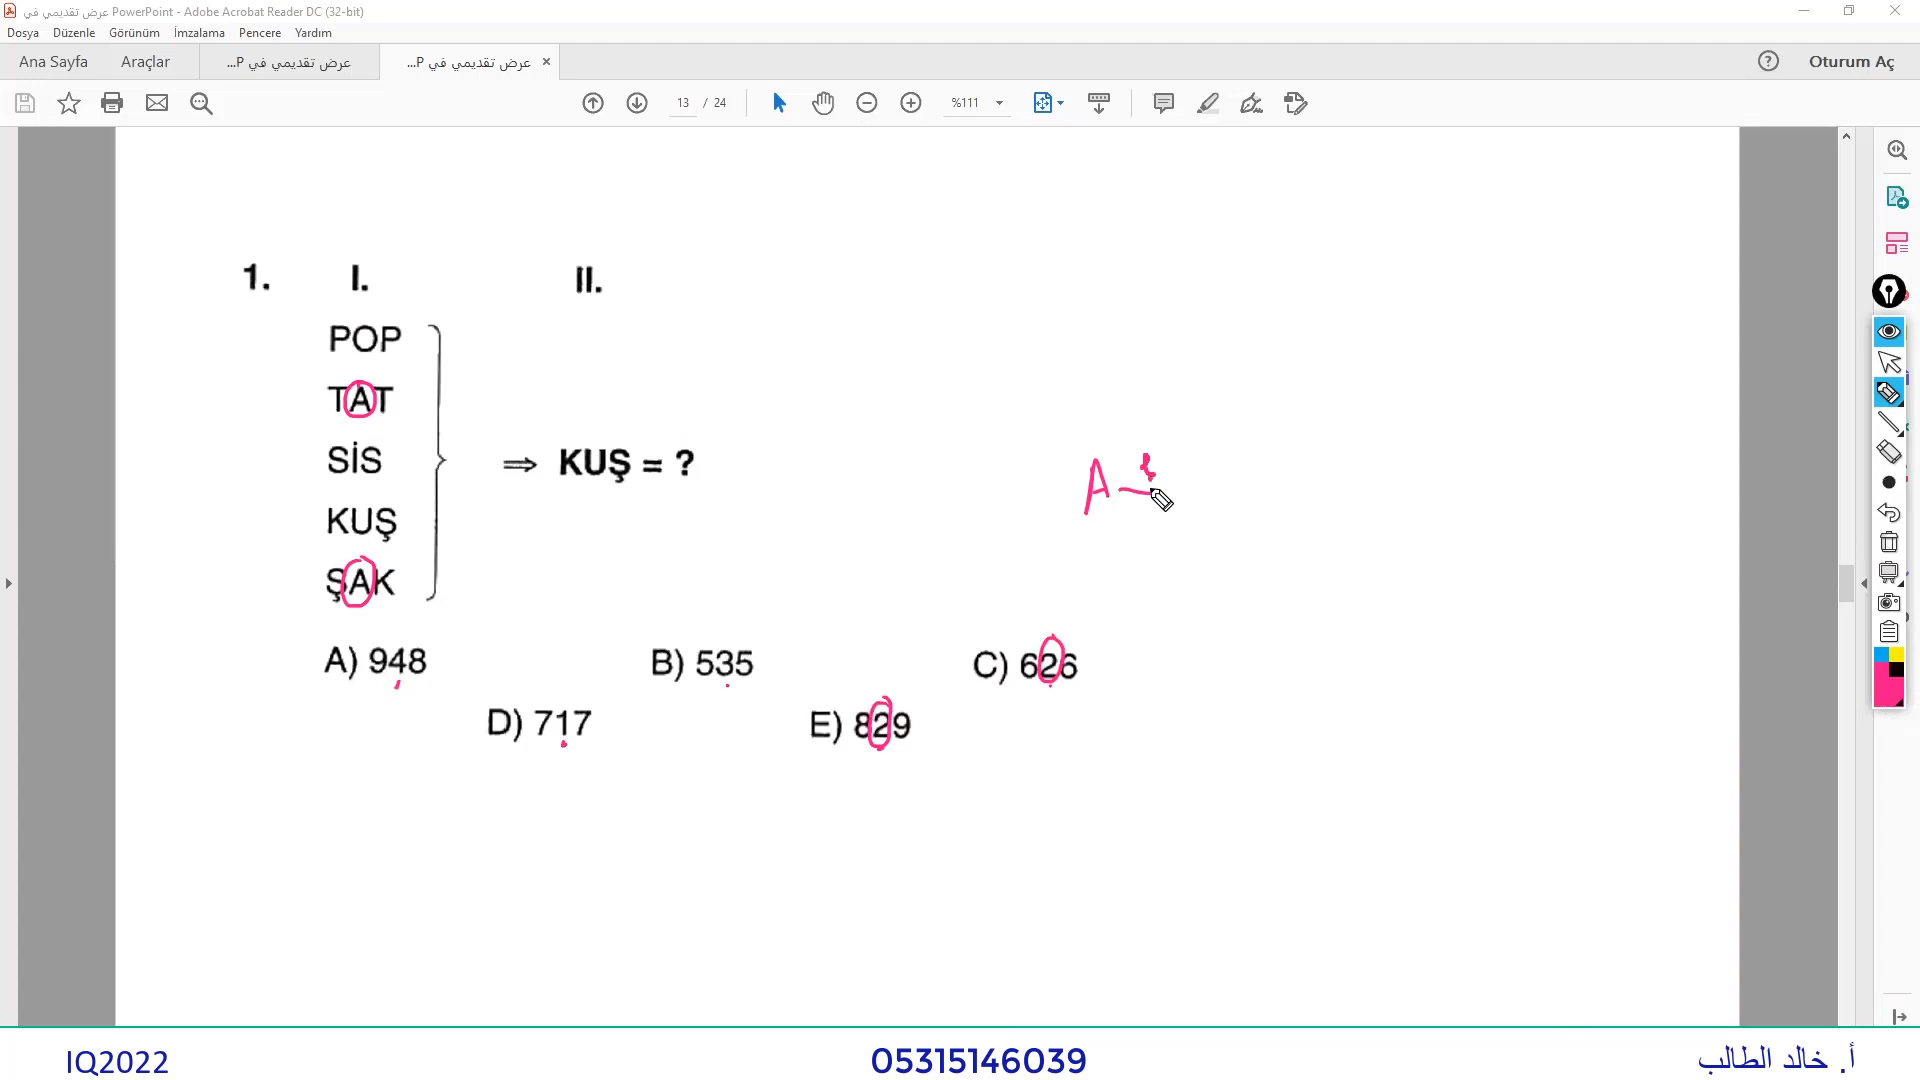 عرض تقديمي في PowerPoint - Adobe Acrobat Reader DC (32-bit)
Dosya Düzenle Görünüm İmzalama Pencere Yardım
Ana Sayfa Araçlar عرض تقديمي في P... عرض تقديمي في P... × ? Oturum Aç
13 / 24 %111
1. I. II.
POP
TAT
SİS
⇒ KUŞ = ?
KUŞ
ŞAK
A
A) 948 B) 535 C) 626
D) 717 E) 829
IQ2022 05315146039 أ. خالد الطالب